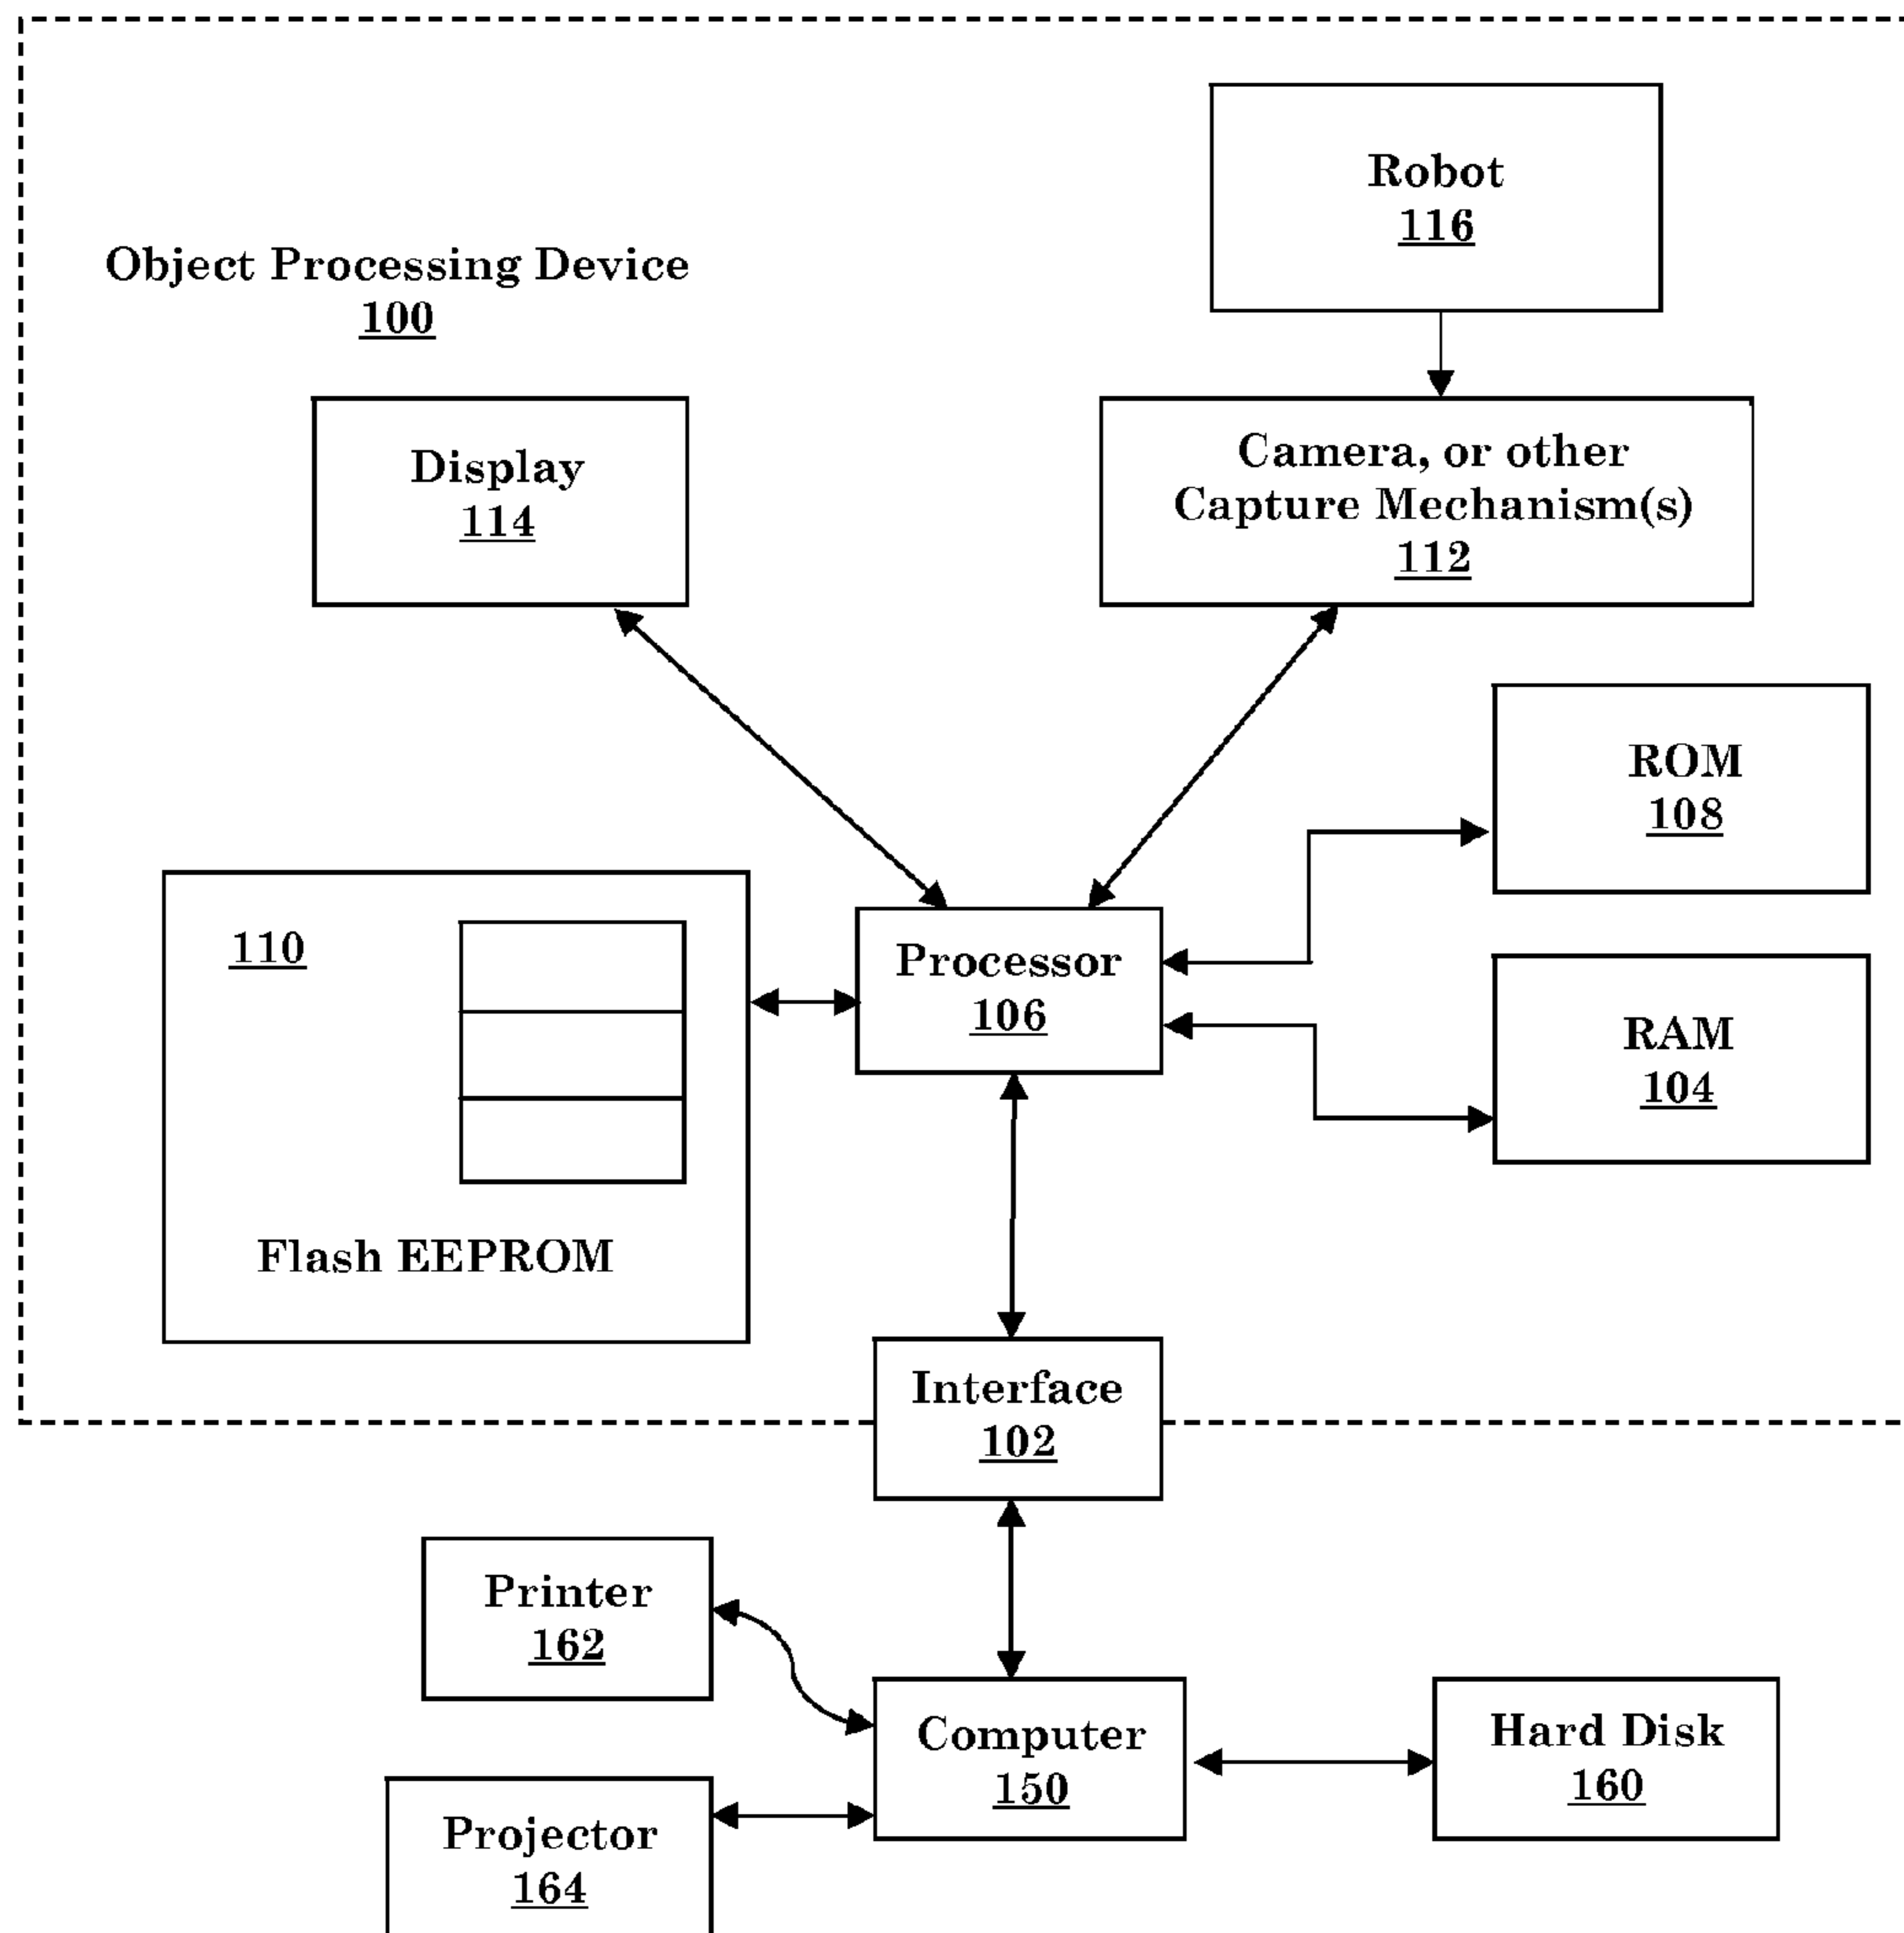 Robot
116
Object Processing Device
100
Display
114
Camera, or other
Capture Mechanism(s)
112
ROM
108
110
Flash EEPROM
Processor
106
RAM
104
Interface
102
Printer
162
Computer
150
Hard Disk
160
Projector
164